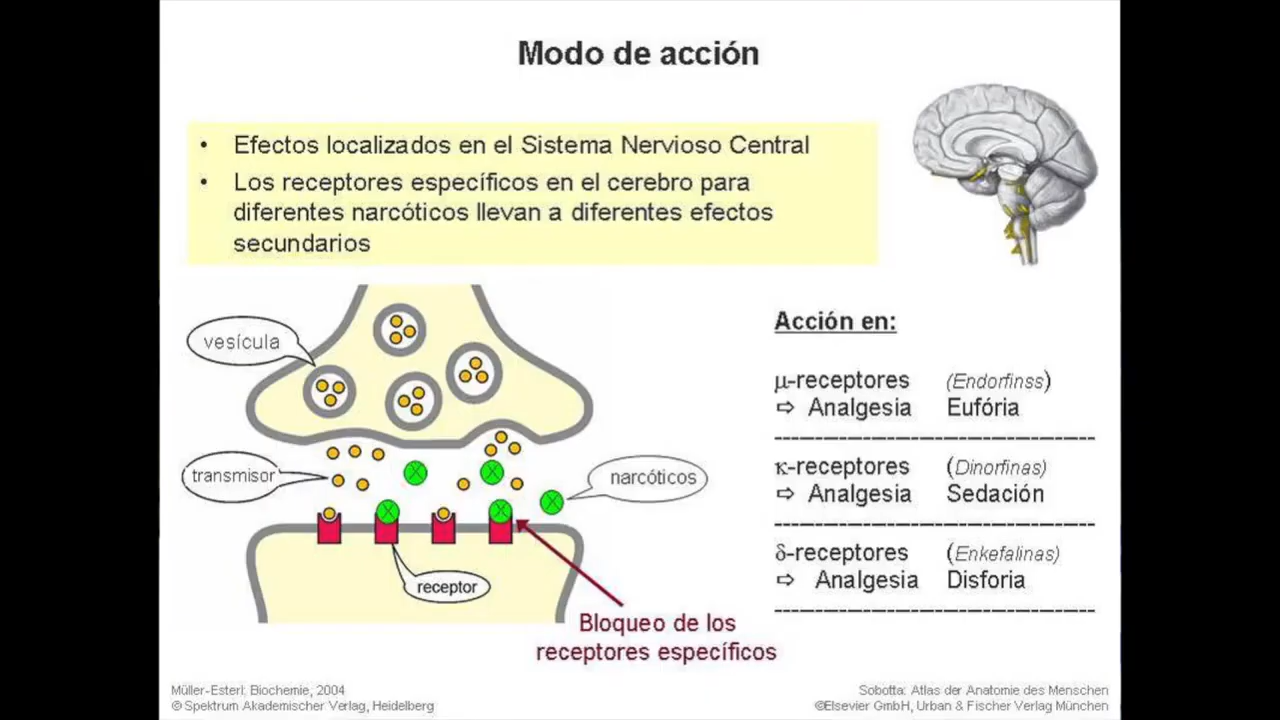 Modo de acción
• Efectos localizados en el Sistema Nervioso Central
• Los receptores específicos en el cerebro para
diferentes narcóticos llevan a diferentes efectos
secundarios
vesícula
transmisor
narcóticos
receptor
Bloqueo de los
receptores específicos
Acción en:
μ-receptores (Endorfinss)
⇨ Analgesia Eufória
---------------------------------------
κ-receptores (Dinorfinas)
⇨ Analgesia Sedación
---------------------------------------
δ-receptores (Enkefalinas)
⇨ Analgesia Disforia
---------------------------------------
Müller-Esterl: Biochemie, 2004
© Spektrum Akademischer Verlag, Heidelberg
Sobotta: Atlas der Anatomie des Menschen
©Elsevier GmbH, Urban & Fischer Verlag München